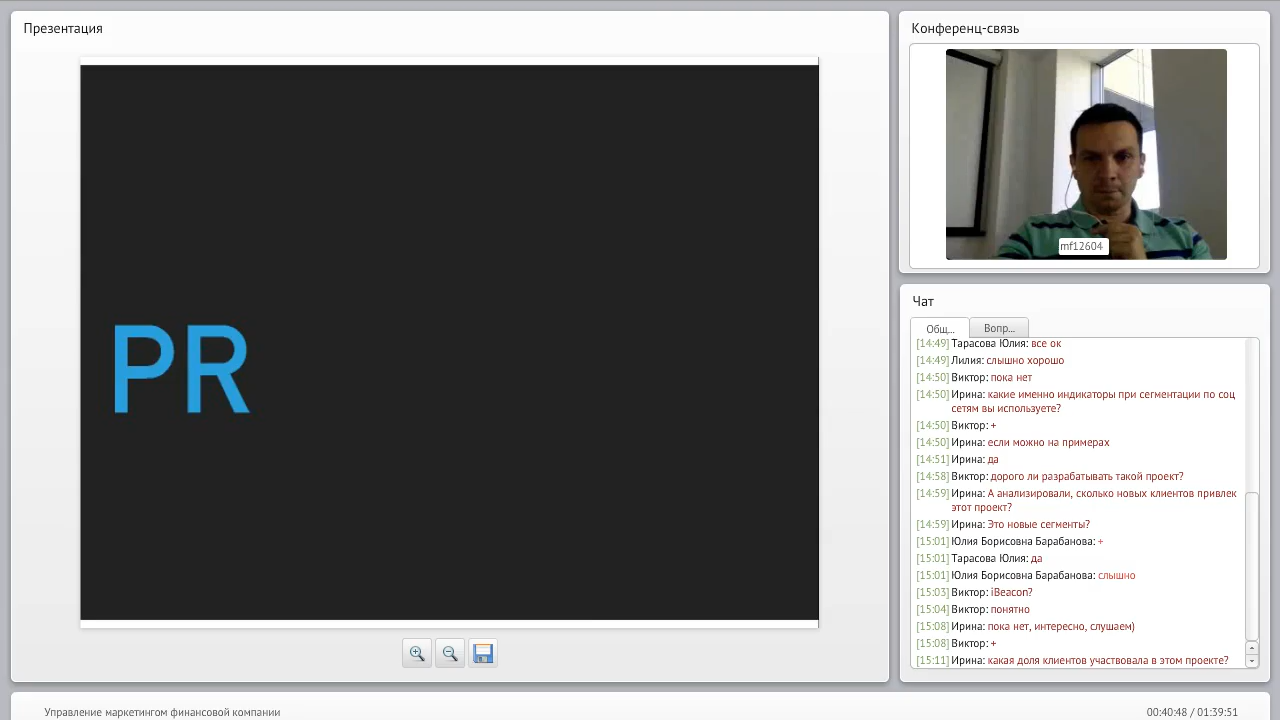 Презентация
PR
Конференц-связь
mf12604
Чат
Общ...
Вопр...
[14:49] Тарасова Юлия: все ок
[14:49] Лилия: слышно хорошо
[14:50] Виктор: пока нет
[14:50] Ирина: какие именно индикаторы при сегментации по соц
сетям вы используете?
[14:50] Виктор: +
[14:50] Ирина: если можно на примерах
[14:51] Ирина: да
[14:58] Виктор: дорого ли разрабатывать такой проект?
[14:59] Ирина: А анализировали, сколько новых клиентов привлек
этот проект?
[14:59] Ирина: Это новые сегменты?
[15:01] Юлия Борисовна Барабанова: +
[15:01] Тарасова Юлия: да
[15:01] Юлия Борисовна Барабанова: слышно
[15:03] Виктор: iBeacon?
[15:04] Виктор: понятно
[15:08] Ирина: пока нет, интересно, слушаем)
[15:08] Виктор: +
[15:11] Ирина: какая доля клиентов участвовала в этом проекте?
Управление маркетингом финансовой компании
00:40:48 / 01:39:51